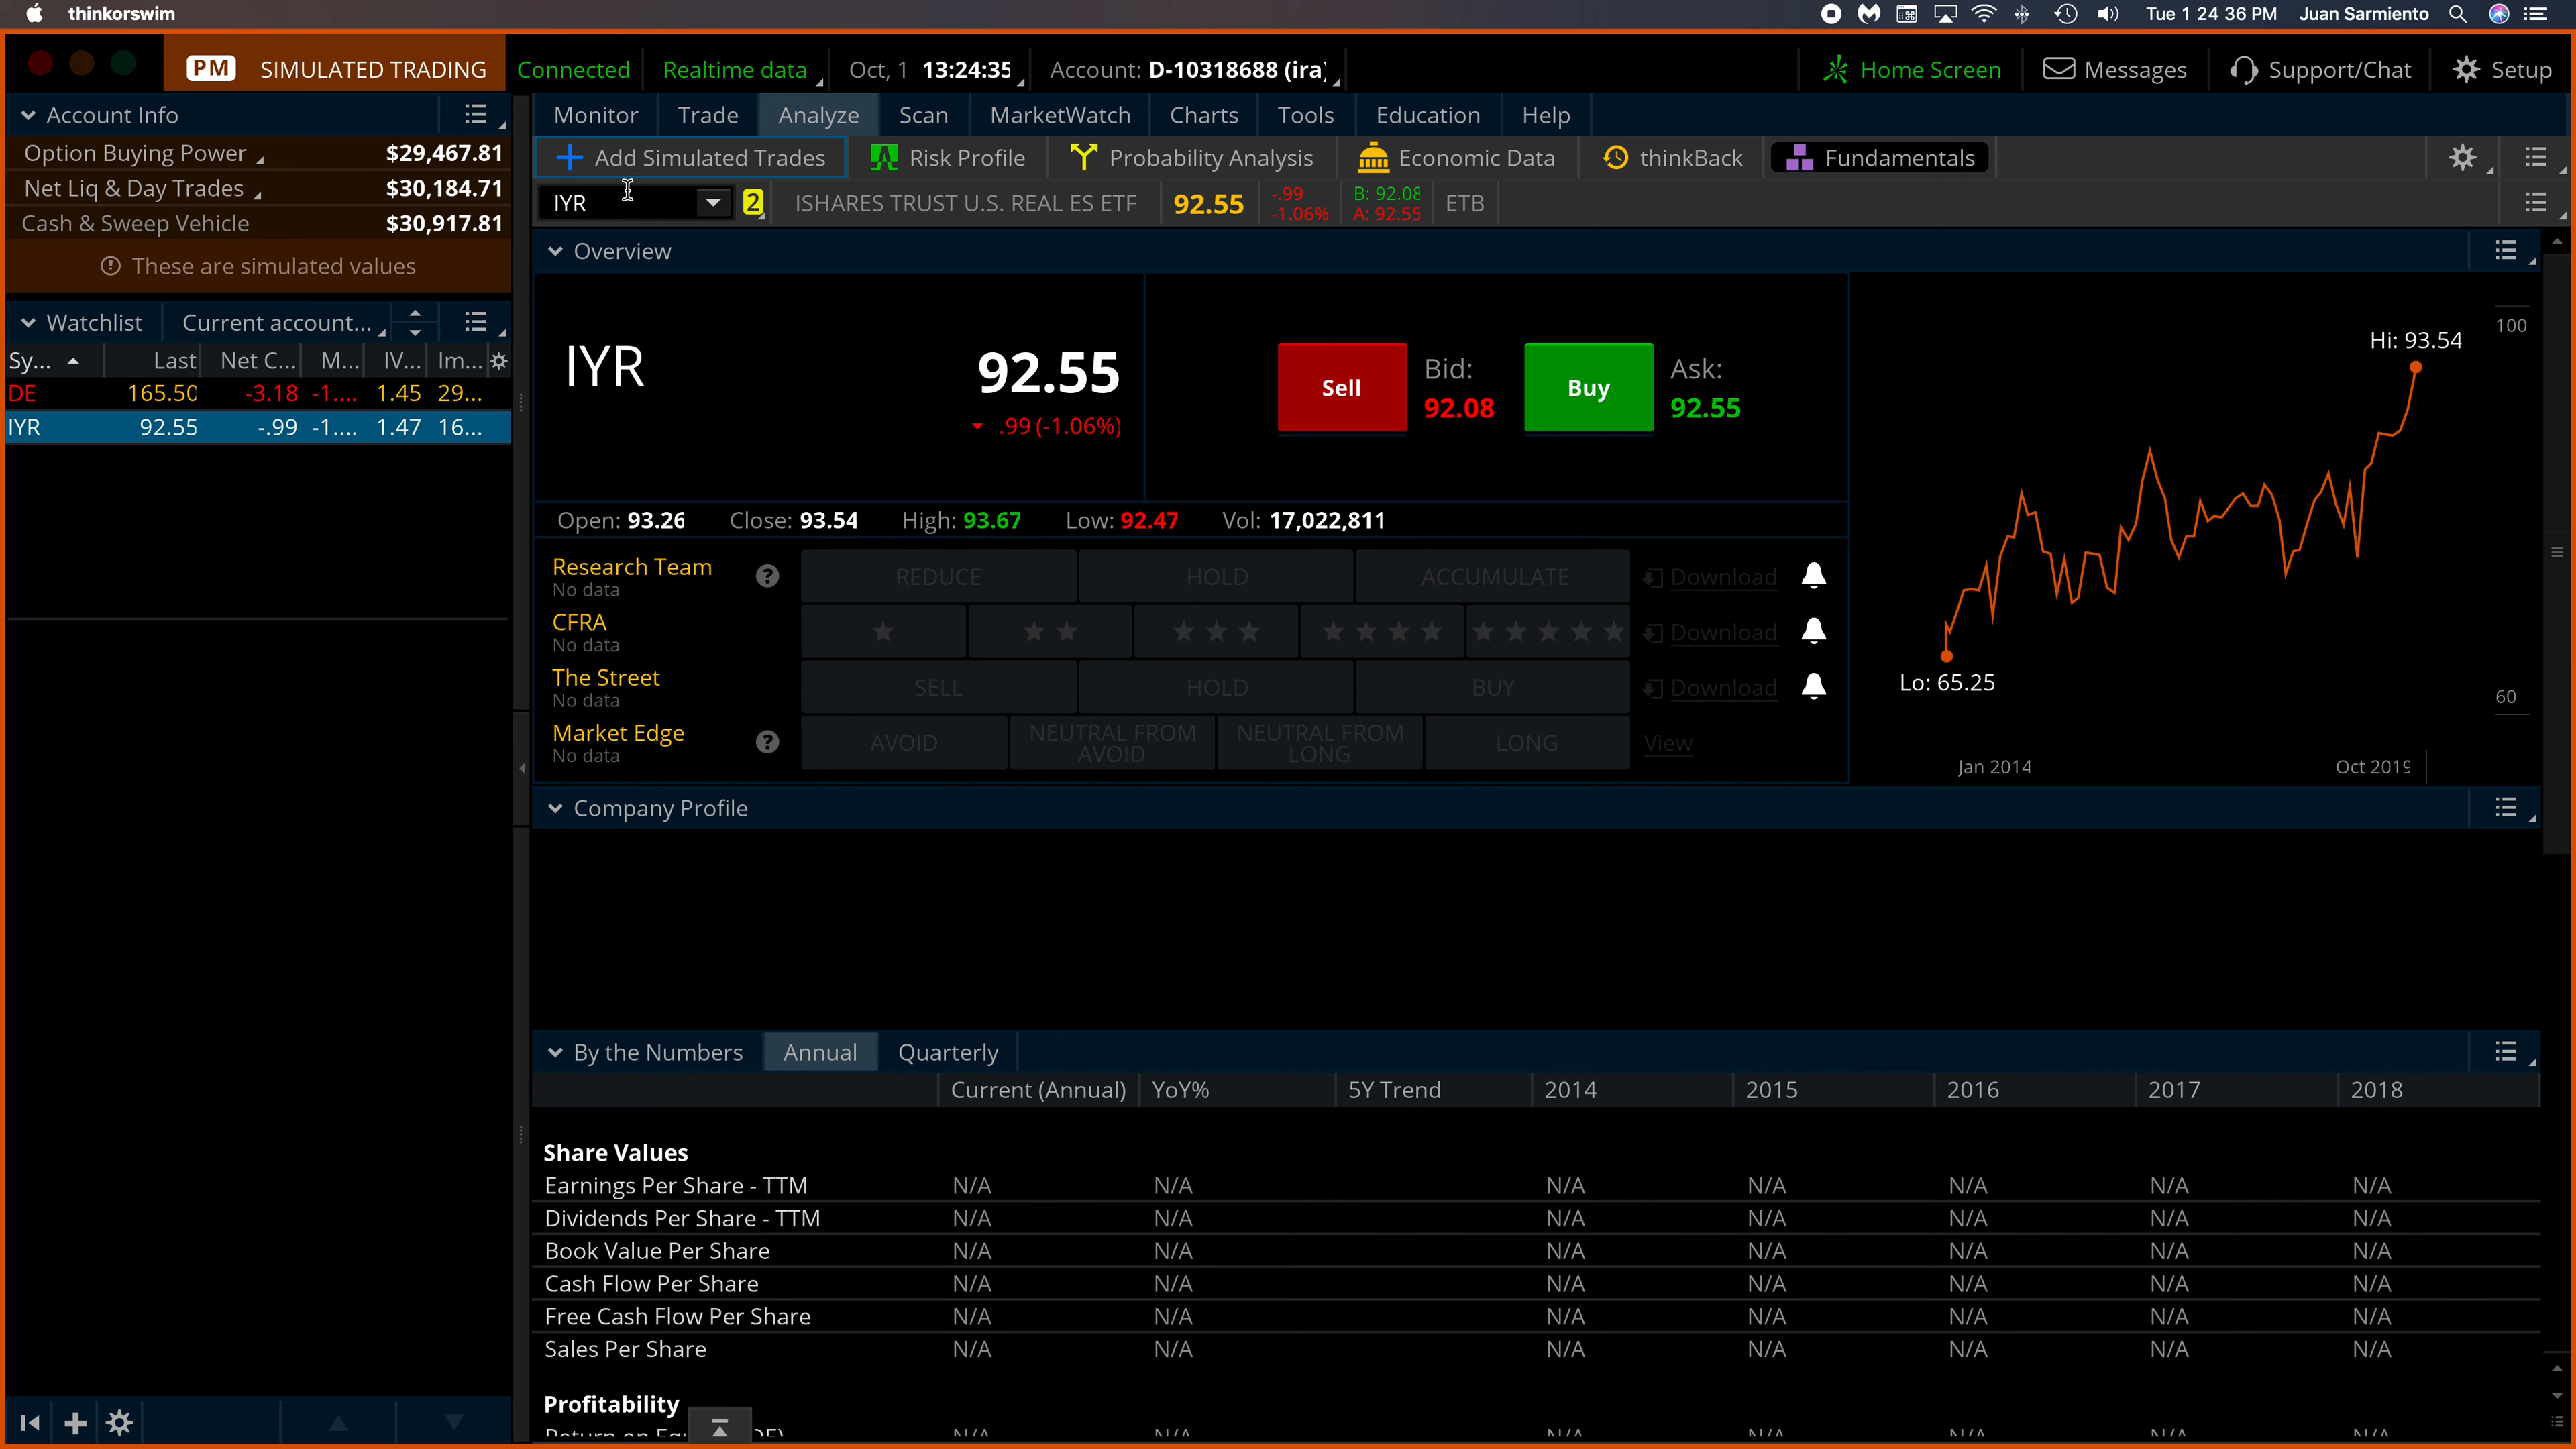 thinkorswim Tue 1 24 36 PM Juan Sarmiento
PM SIMULATED TRADING Connected Realtime data Oct, 1 13:24:35 Account: D-10318688 (ira) Home Screen Messages Support/Chat Setup
Account Info
Option Buying Power $29,467.81
Net Liq & Day Trades $30,184.71
Cash & Sweep Vehicle $30,917.81
These are simulated values
Watchlist Current account...
Sy... Last Net C... M... IV... Im...
DE 165.50 -3.18 -1.... 1.45 29...
IYR 92.55 -.99 -1.... 1.47 16...
Monitor Trade Analyze Scan MarketWatch Charts Tools Education Help
Add Simulated Trades Risk Profile Probability Analysis Economic Data thinkBack Fundamentals
IYR 2 ISHARES TRUST U.S. REAL ES ETF 92.55 -.99 -1.06% B: 92.08 A: 92.55 ETB
Overview
IYR 92.55
.99 (-1.06%)
Sell Bid: 92.08 Buy Ask: 92.55
Open: 93.26 Close: 93.54 High: 93.67 Low: 92.47 Vol: 17,022,811
Research Team No data REDUCE HOLD ACCUMULATE Download
CFRA No data Download
The Street No data SELL HOLD BUY Download
Market Edge No data AVOID NEUTRAL FROM AVOID NEUTRAL FROM LONG LONG View
Hi: 93.54
100
Lo: 65.25
60
Jan 2014 Oct 2019
Company Profile
By the Numbers Annual Quarterly
Current (Annual) YoY% 5Y Trend 2014 2015 2016 2017 2018
Share Values
Earnings Per Share - TTM N/A N/A N/A N/A N/A N/A N/A
Dividends Per Share - TTM N/A N/A N/A N/A N/A N/A N/A
Book Value Per Share N/A N/A N/A N/A N/A N/A N/A
Cash Flow Per Share N/A N/A N/A N/A N/A N/A N/A
Free Cash Flow Per Share N/A N/A N/A N/A N/A N/A N/A
Sales Per Share N/A N/A N/A N/A N/A N/A N/A
Profitability